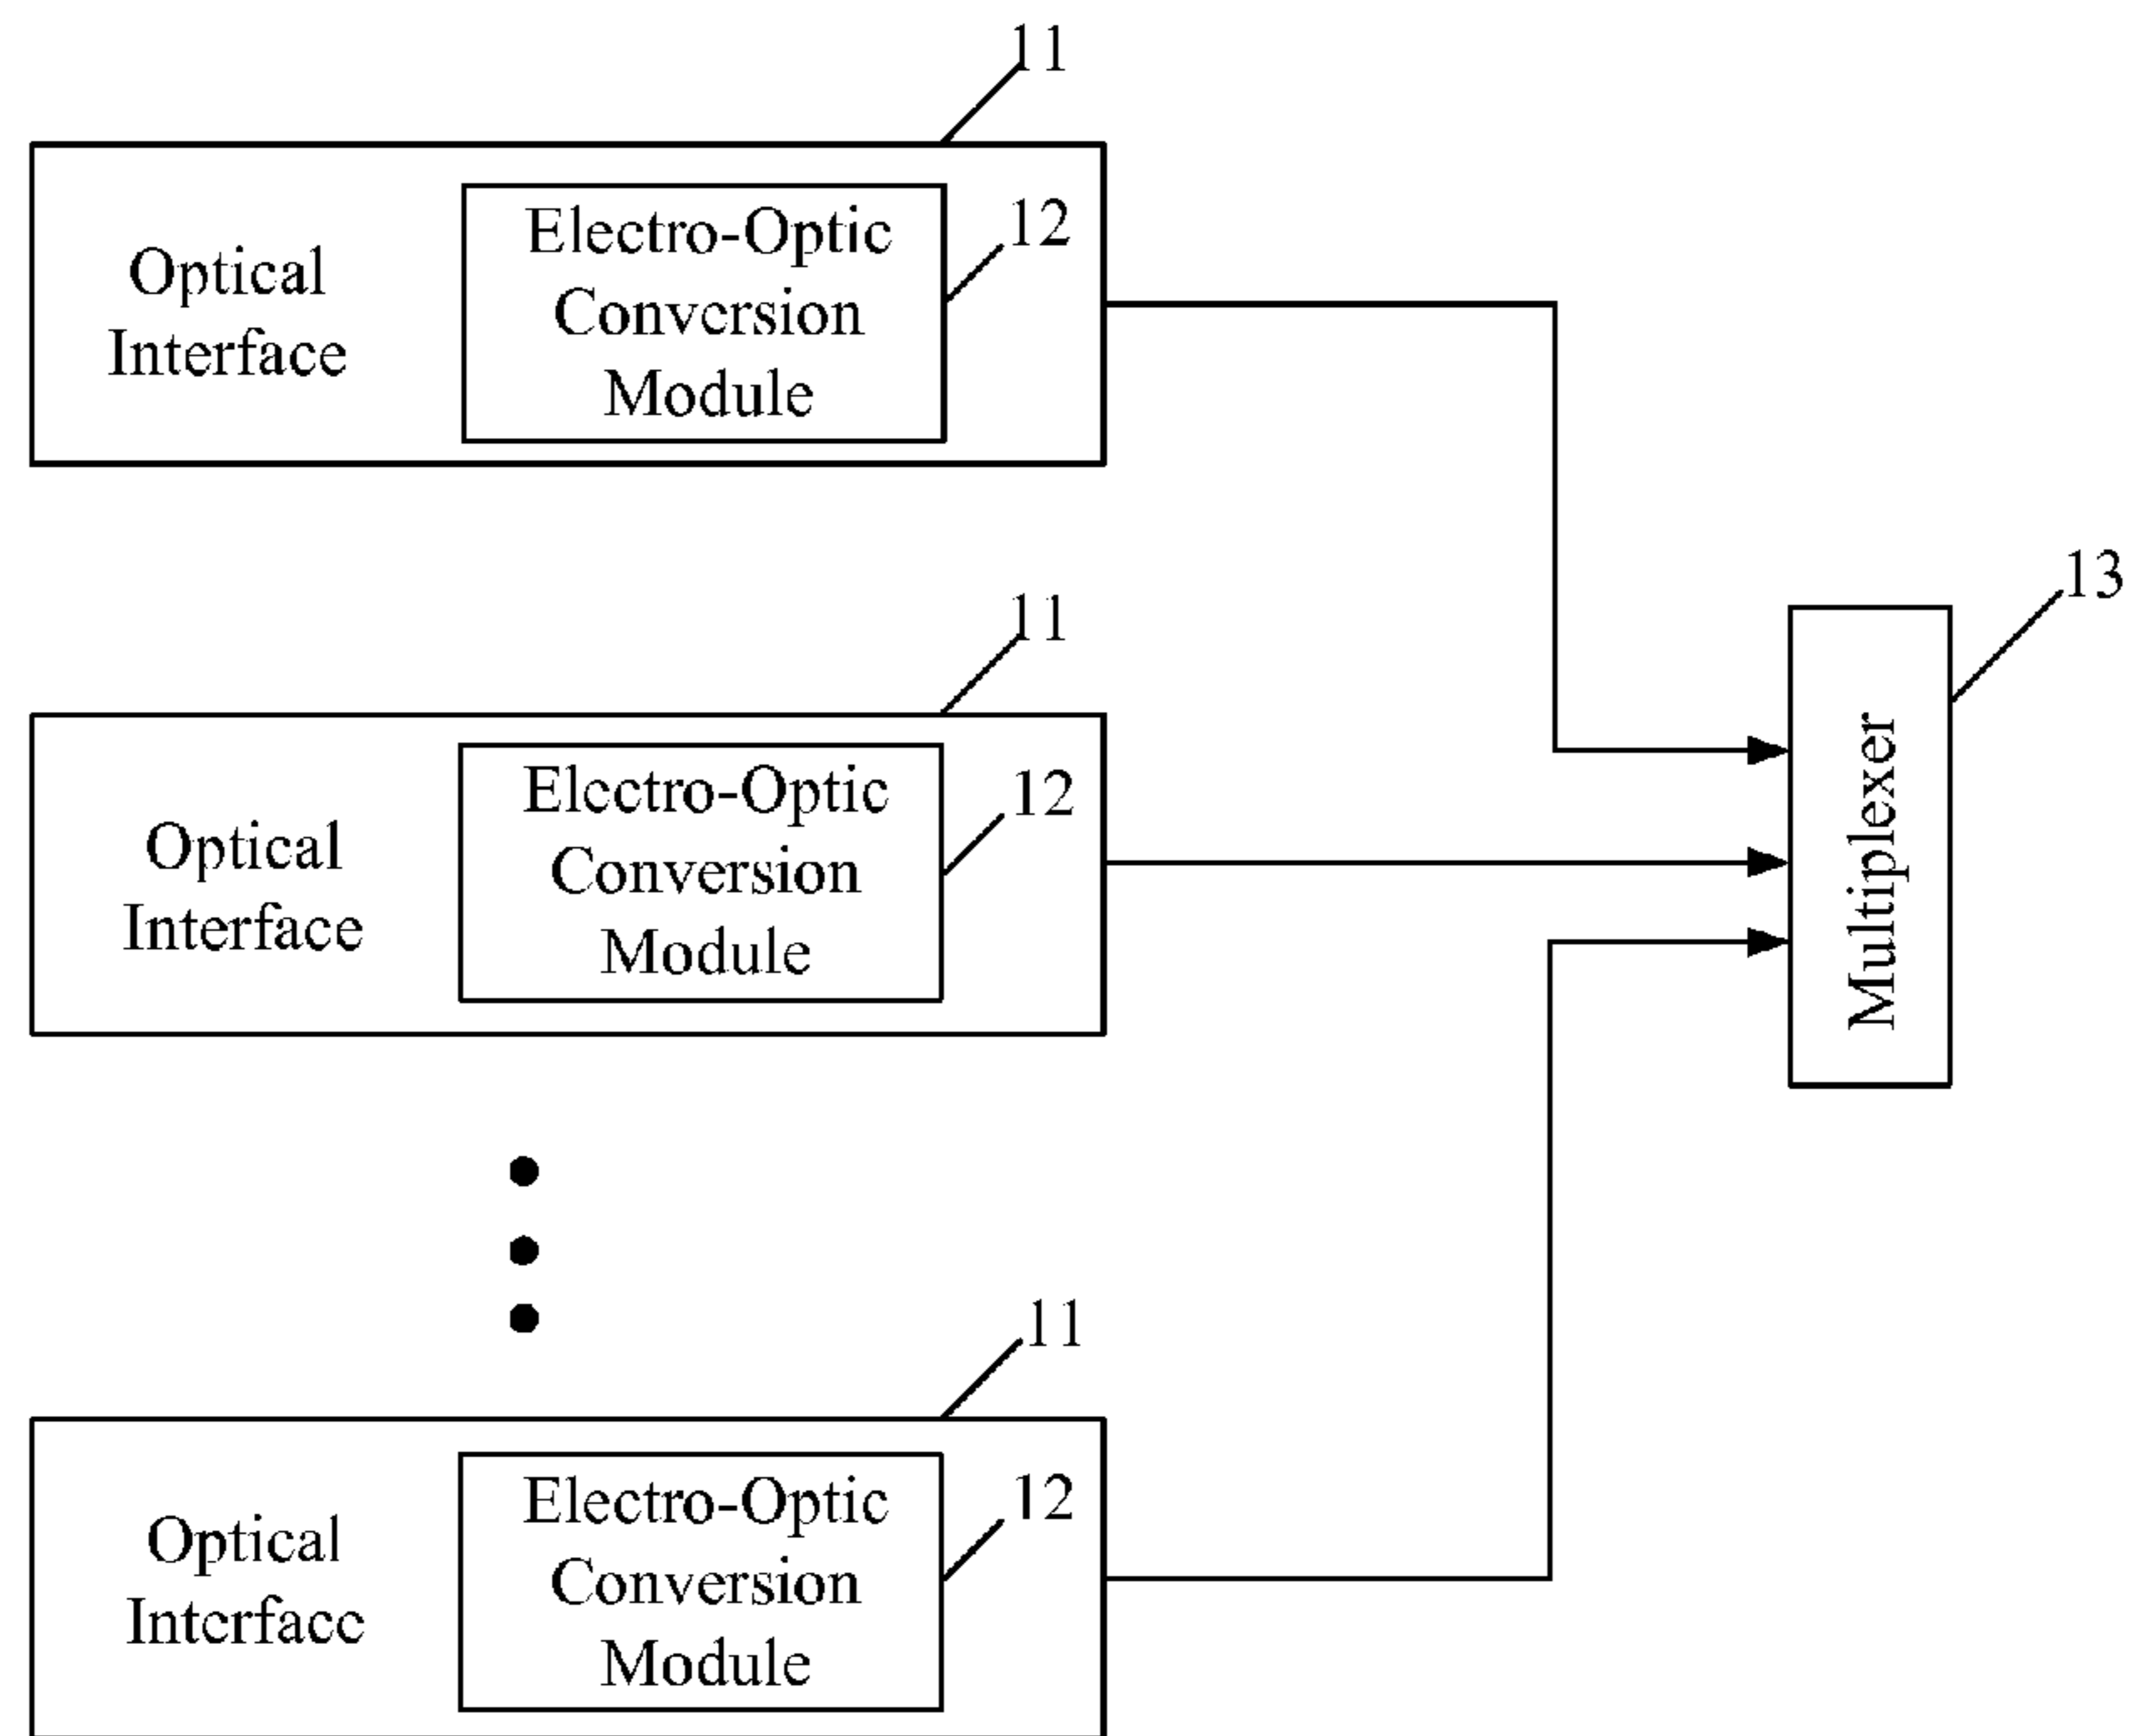 11
Electro-Optic
Conversion
Module
12
Optical
Interface
13
11
Electro-Optic
Conversion
Module
12
Optical
Interface
Multiplexer
11
Electro-Optic
Conversion
Module
12
Optical
Interface